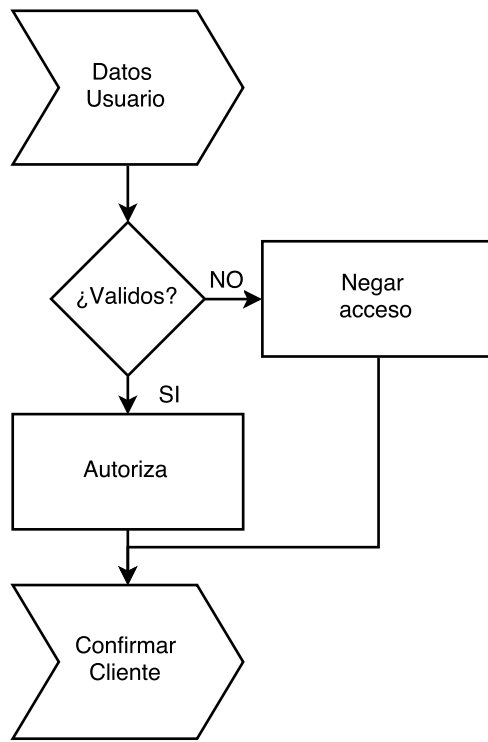 Datos
Usuario
¿Validos?
NO
Negar
acceso
SI
Autoriza
Confirmar
Cliente